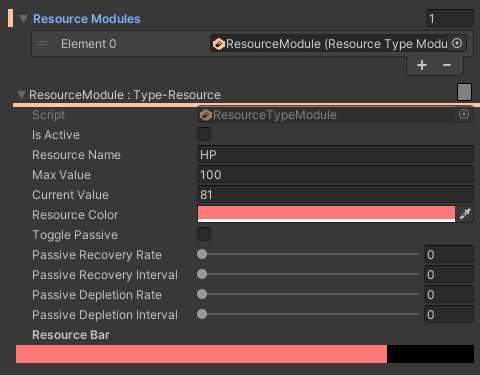 Resource Modules 1
Element 0 ResourceModule (Resource Type Modu
+ −
ResourceModule : Type-Resource
Script ResourceTypeModule
Is Active
Resource Name HP
Max Value 100
Current Value 81
Resource Color
Toggle Passive
Passive Recovery Rate 0
Passive Recovery Interval 0
Passive Depletion Rate 0
Passive Depletion Interval 0
Resource Bar